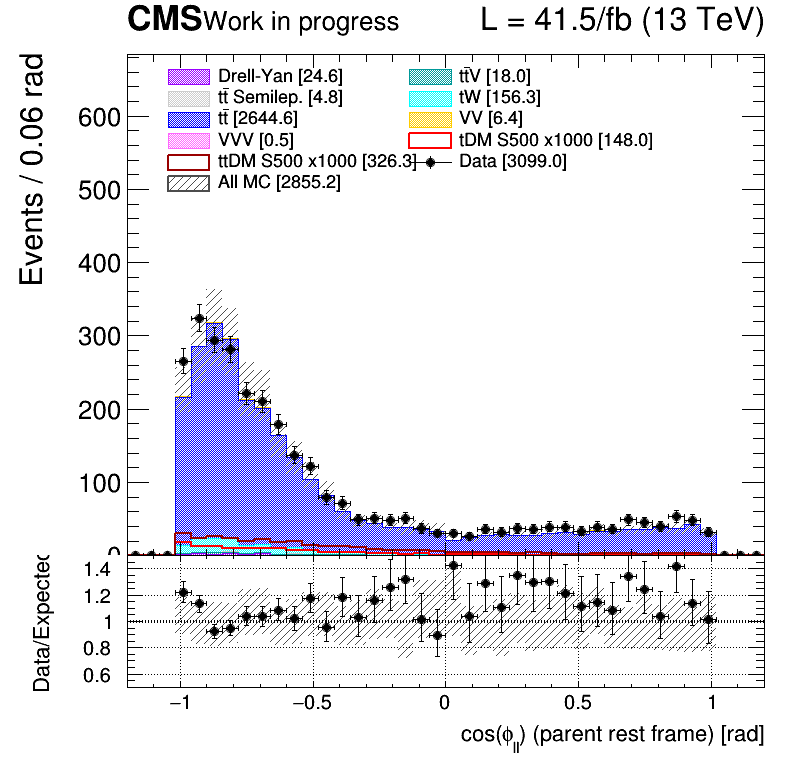 CMS Work in progress L = 41.5/fb (13 TeV)
Drell-Yan [24.6] tt̄V [18.0]
tt̄ Semilep. [4.8] tW [156.3]
tt̄ [2644.6] VV [6.4]
VVV [0.5] tDM S500 x1000 [148.0]
ttDM S500 x1000 [326.3] Data [3099.0]
All MC [2855.2]
Events / 0.06 rad
600
500
400
300
200
100
0
Data/Expected
1.4
1.2
1
0.8
0.6
−1 −0.5 0 0.5 1
cos(ϕ_ll) (parent rest frame) [rad]